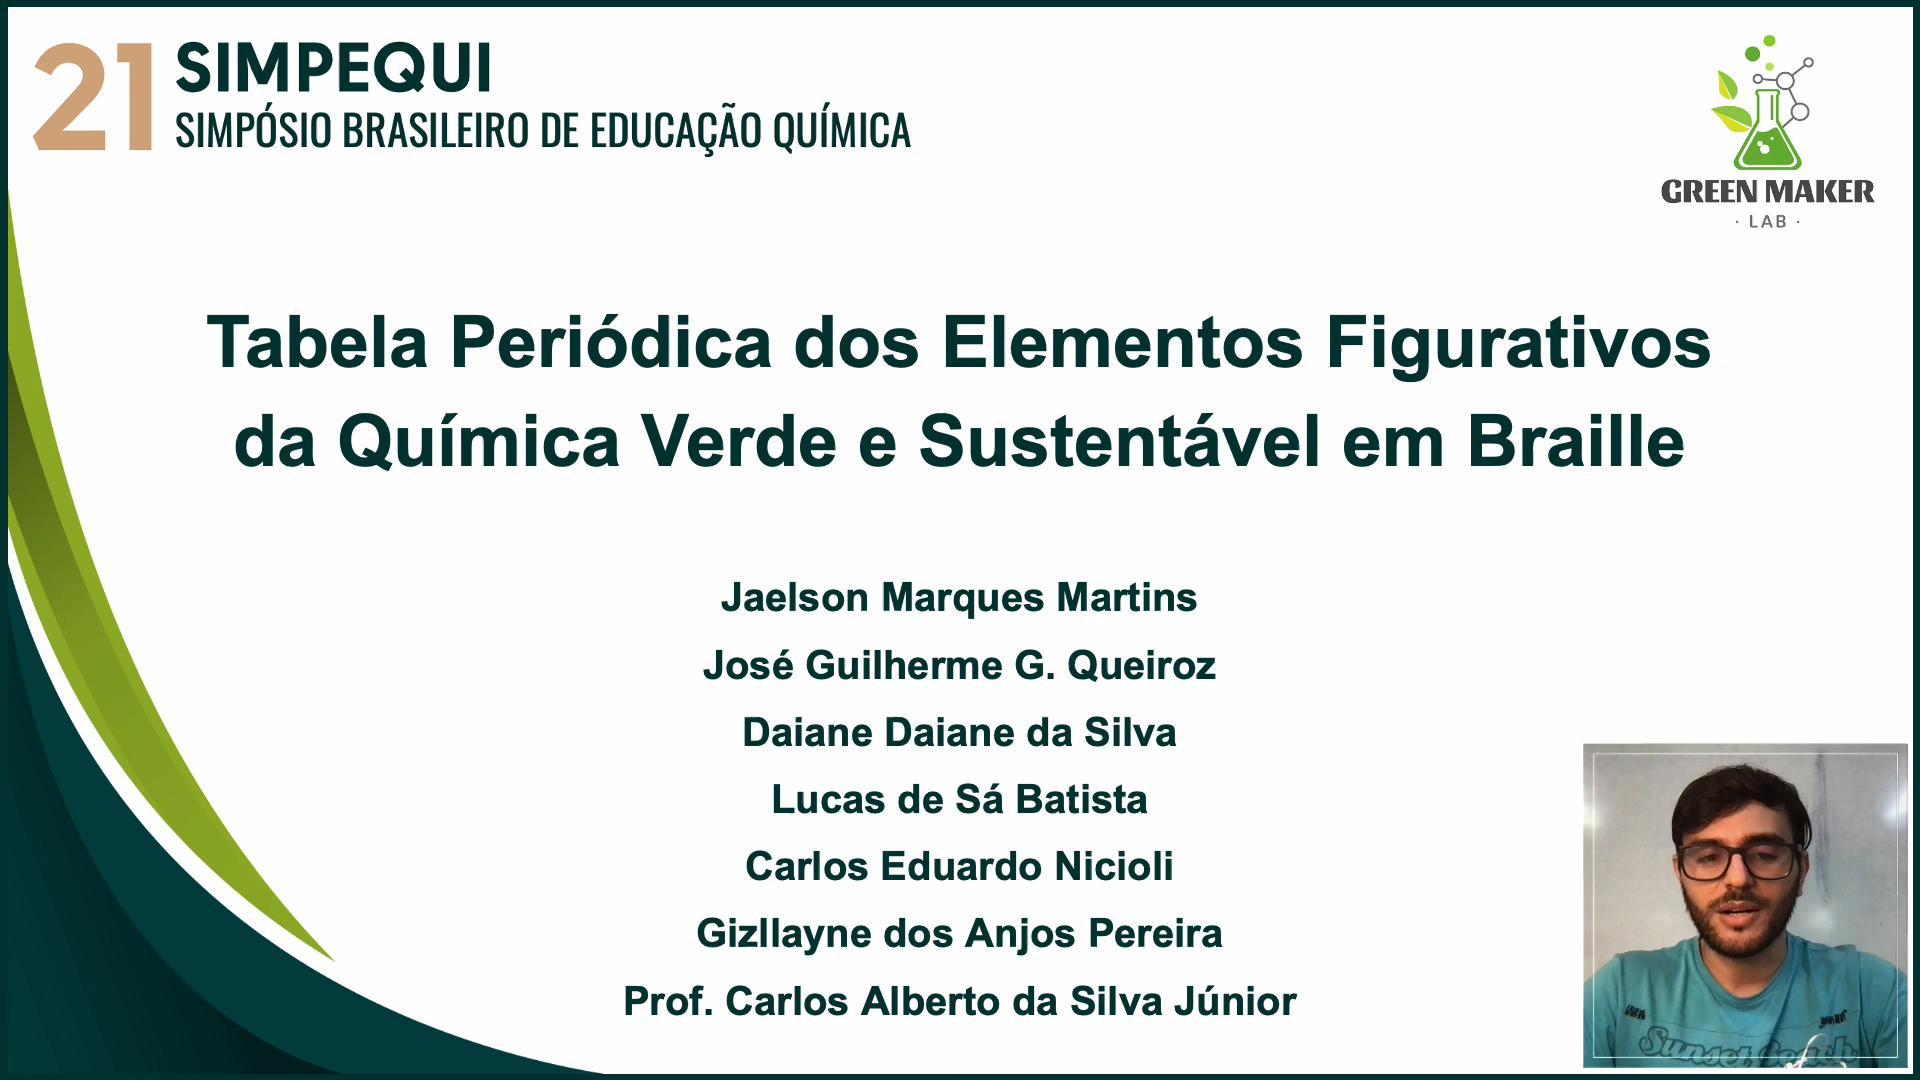 21 SIMPEQUI
SIMPÓSIO BRASILEIRO DE EDUCAÇÃO QUÍMICA
GREEN MAKER
· LAB ·
Tabela Periódica dos Elementos Figurativos
da Química Verde e Sustentável em Braille
Jaelson Marques Martins
José Guilherme G. Queiroz
Daiane Daiane da Silva
Lucas de Sá Batista
Carlos Eduardo Nicioli
Gizllayne dos Anjos Pereira
Prof. Carlos Alberto da Silva Júnior
Sunset